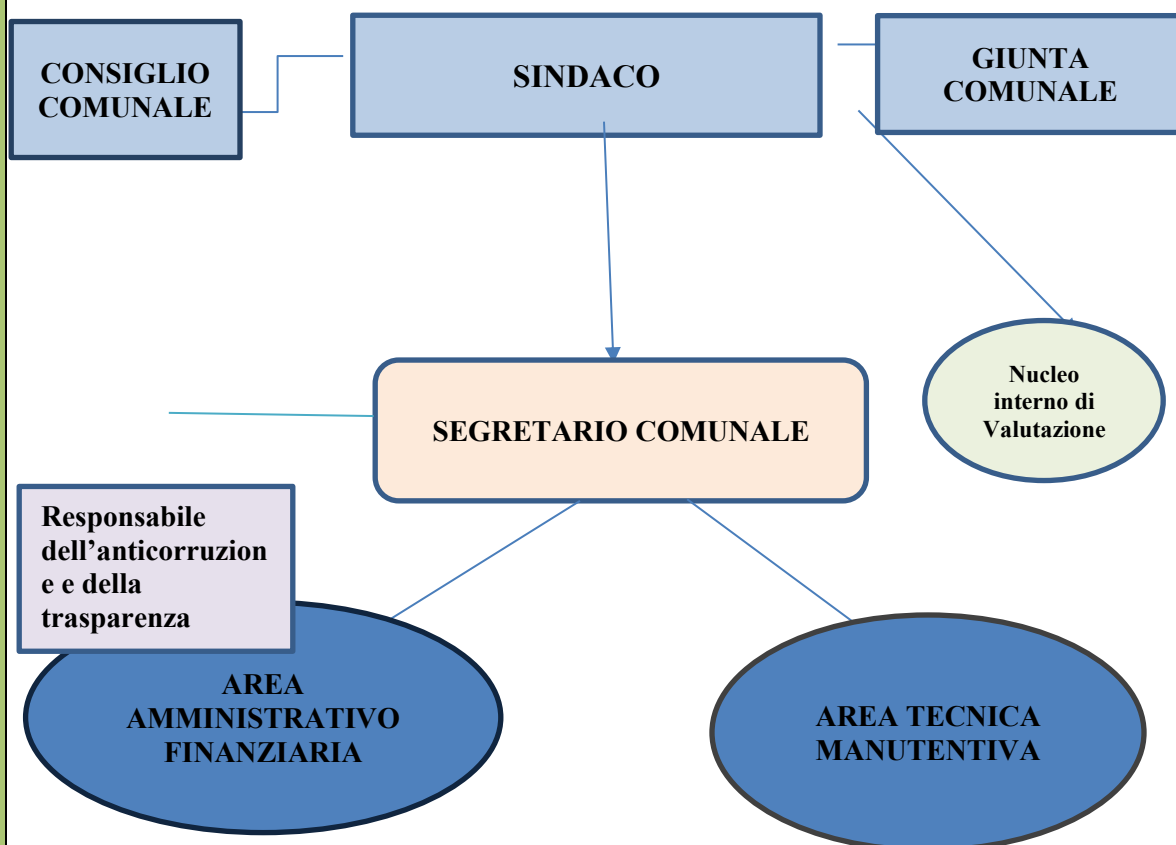 CONSIGLIO
COMUNALE
SINDACO
GIUNTA
COMUNALE
Nucleo
interno di
Valutazione
SEGRETARIO COMUNALE
Responsabile
dell’anticorruzion
e e della
trasparenza
AREA
AMMINISTRATIVO
FINANZIARIA
AREA TECNICA
MANUTENTIVA